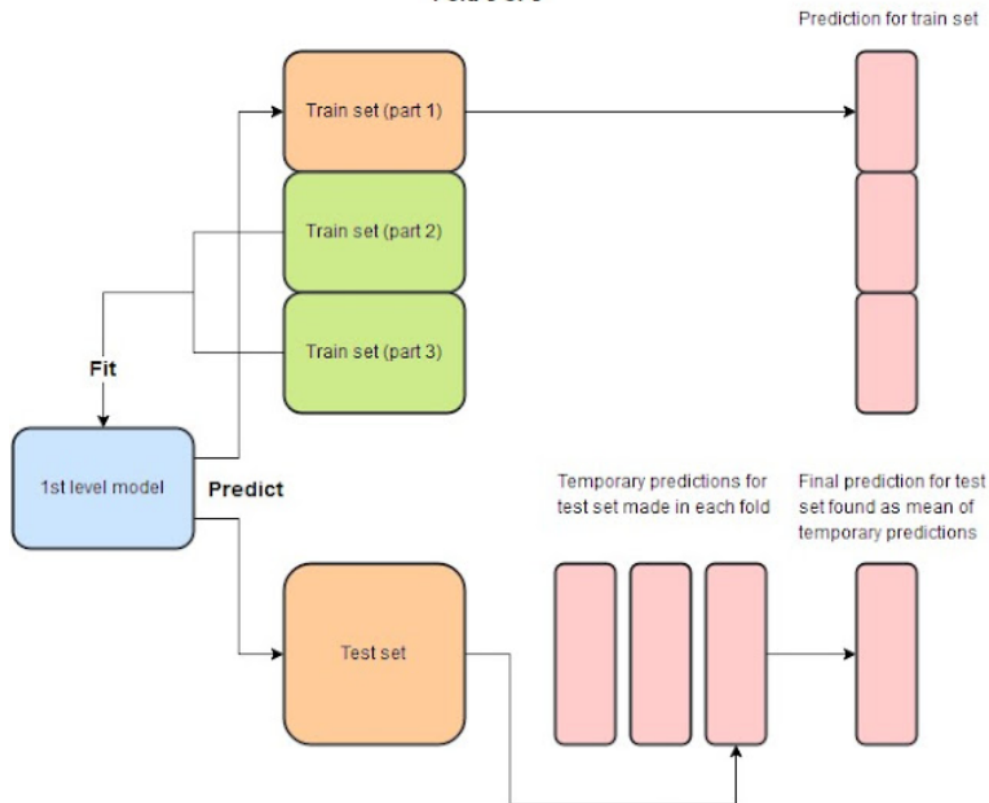 Prediction for train set
Train set (part 1)
Train set (part 2)
Train set (part 3)
Fit
1st level model
Predict
Temporary predictions for
test set made in each fold
Final prediction for test
set found as mean of
temporary predictions
Test set